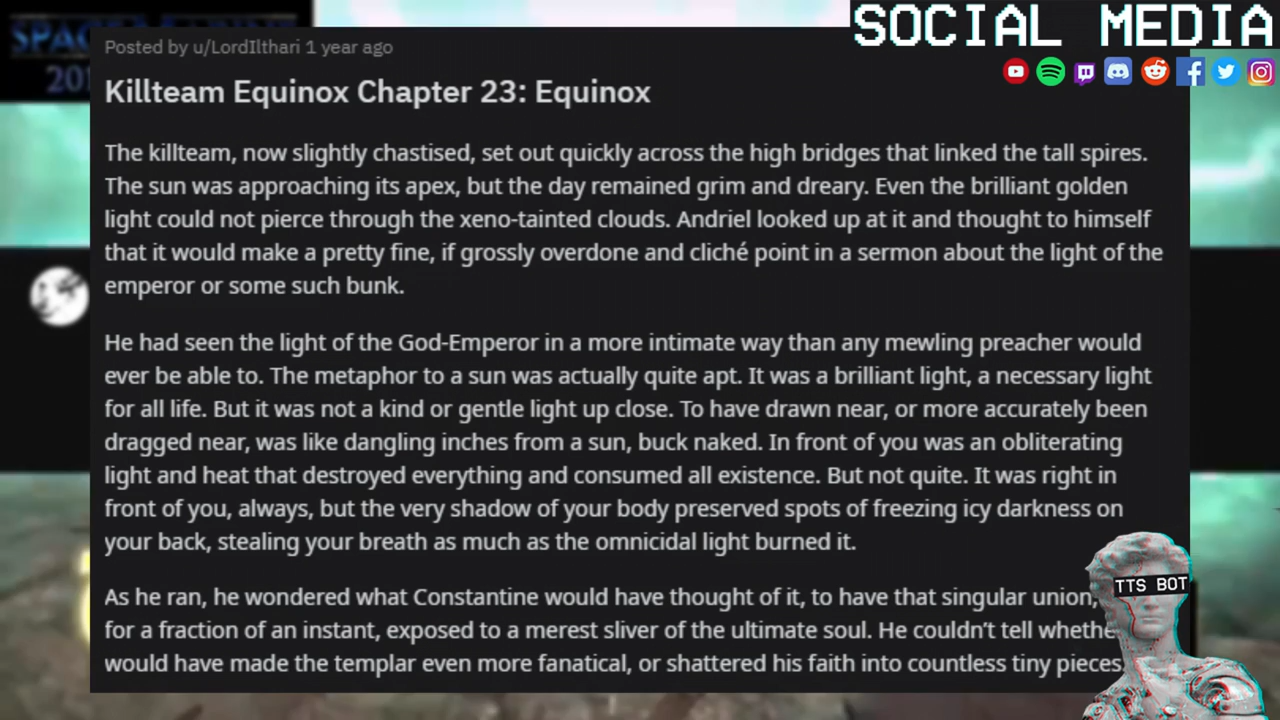 SOCIAL MEDIA
SPAC
201
Posted by u/LordIlthari 1 year ago
Killteam Equinox Chapter 23: Equinox
The killteam, now slightly chastised, set out quickly across the high bridges that linked the tall spires.
The sun was approaching its apex, but the day remained grim and dreary. Even the brilliant golden
light could not pierce through the xeno-tainted clouds. Andriel looked up at it and thought to himself
that it would make a pretty fine, if grossly overdone and cliché point in a sermon about the light of the
emperor or some such bunk.
He had seen the light of the God-Emperor in a more intimate way than any mewling preacher would
ever be able to. The metaphor to a sun was actually quite apt. It was a brilliant light, a necessary light
for all life. But it was not a kind or gentle light up close. To have drawn near, or more accurately been
dragged near, was like dangling inches from a sun, buck naked. In front of you was an obliterating
light and heat that destroyed everything and consumed all existence. But not quite. It was right in
front of you, always, but the very shadow of your body preserved spots of freezing icy darkness on
your back, stealing your breath as much as the omnicidal light burned it.
As he ran, he wondered what Constantine would have thought of it, to have that singular union,
for a fraction of an instant, exposed to a merest sliver of the ultimate soul. He couldn't tell whethe
would have made the templar even more fanatical, or shattered his faith into countless tiny pieces.
TTS BOT